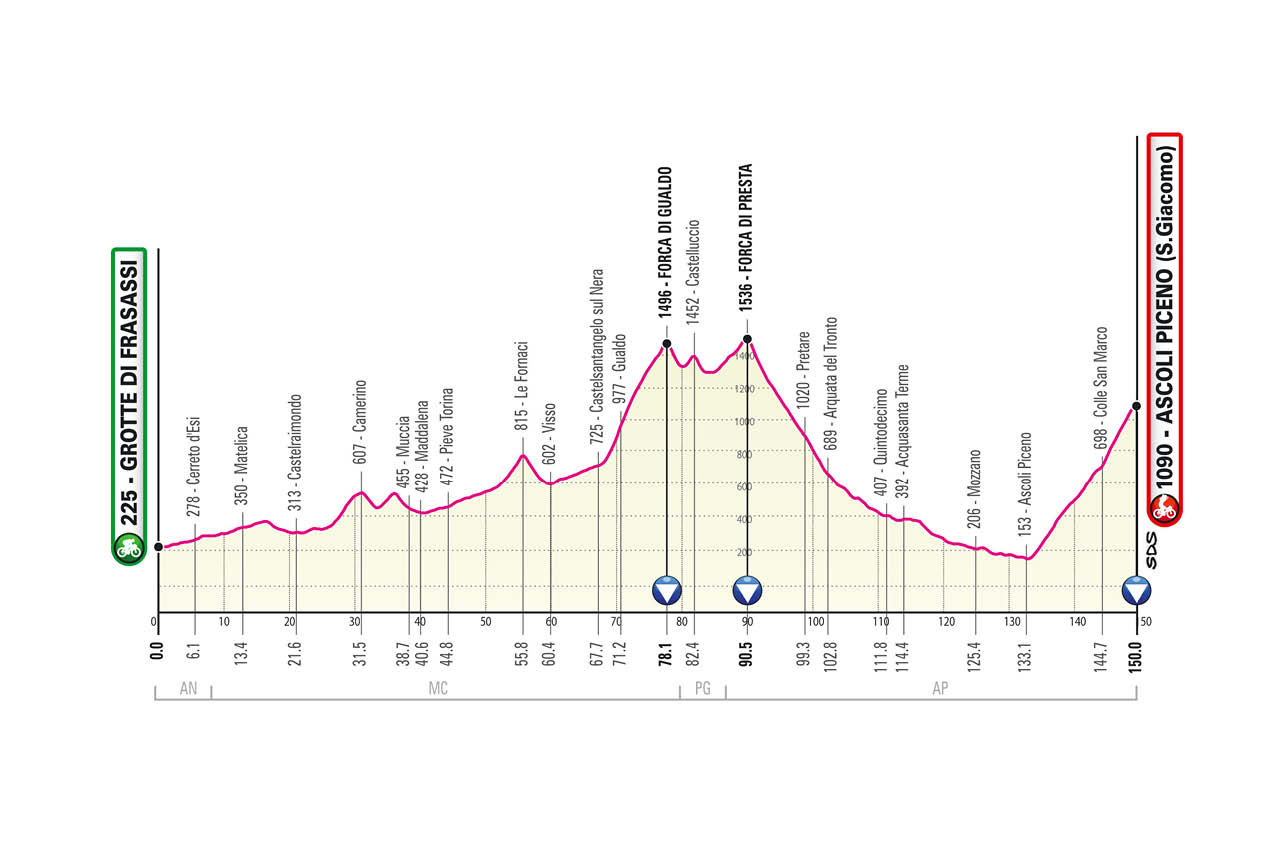 225 - GROTTE DI FRASASSI
278 - Cerreto d'Esi
350 - Matelica
313 - Castelraimondo
607 - Camerino
455 - Muccia
428 - Maddalena
472 - Pieve Torina
815 - Le Fornaci
602 - Visso
725 - Castelsantangelo sul Nera
977 - Gualdo
1496 - FORCA DI GUALDO
1452 - Castelluccio
1536 - FORCA DI PRESTA
1020 - Pretare
689 - Arquata del Tronto
407 - Quintodecimo
392 - Acquasanta Terme
206 - Mozzano
153 - Ascoli Piceno
698 - Colle San Marco
1090 - ASCOLI PICENO (S.Giacomo)
1400
1200
1000
800
600
400
200
SDS
0 10 20 30 40 50 60 70 80 90 100 110 120 130 140 50
0.0 6.1 13.4 21.6 31.5 38.7 40.6 44.8 55.8 60.4 67.7 71.2 78.1 82.4 90.5 99.3 102.8 111.8 114.4 125.4 133.1 144.7 150.0
AN MC PG AP